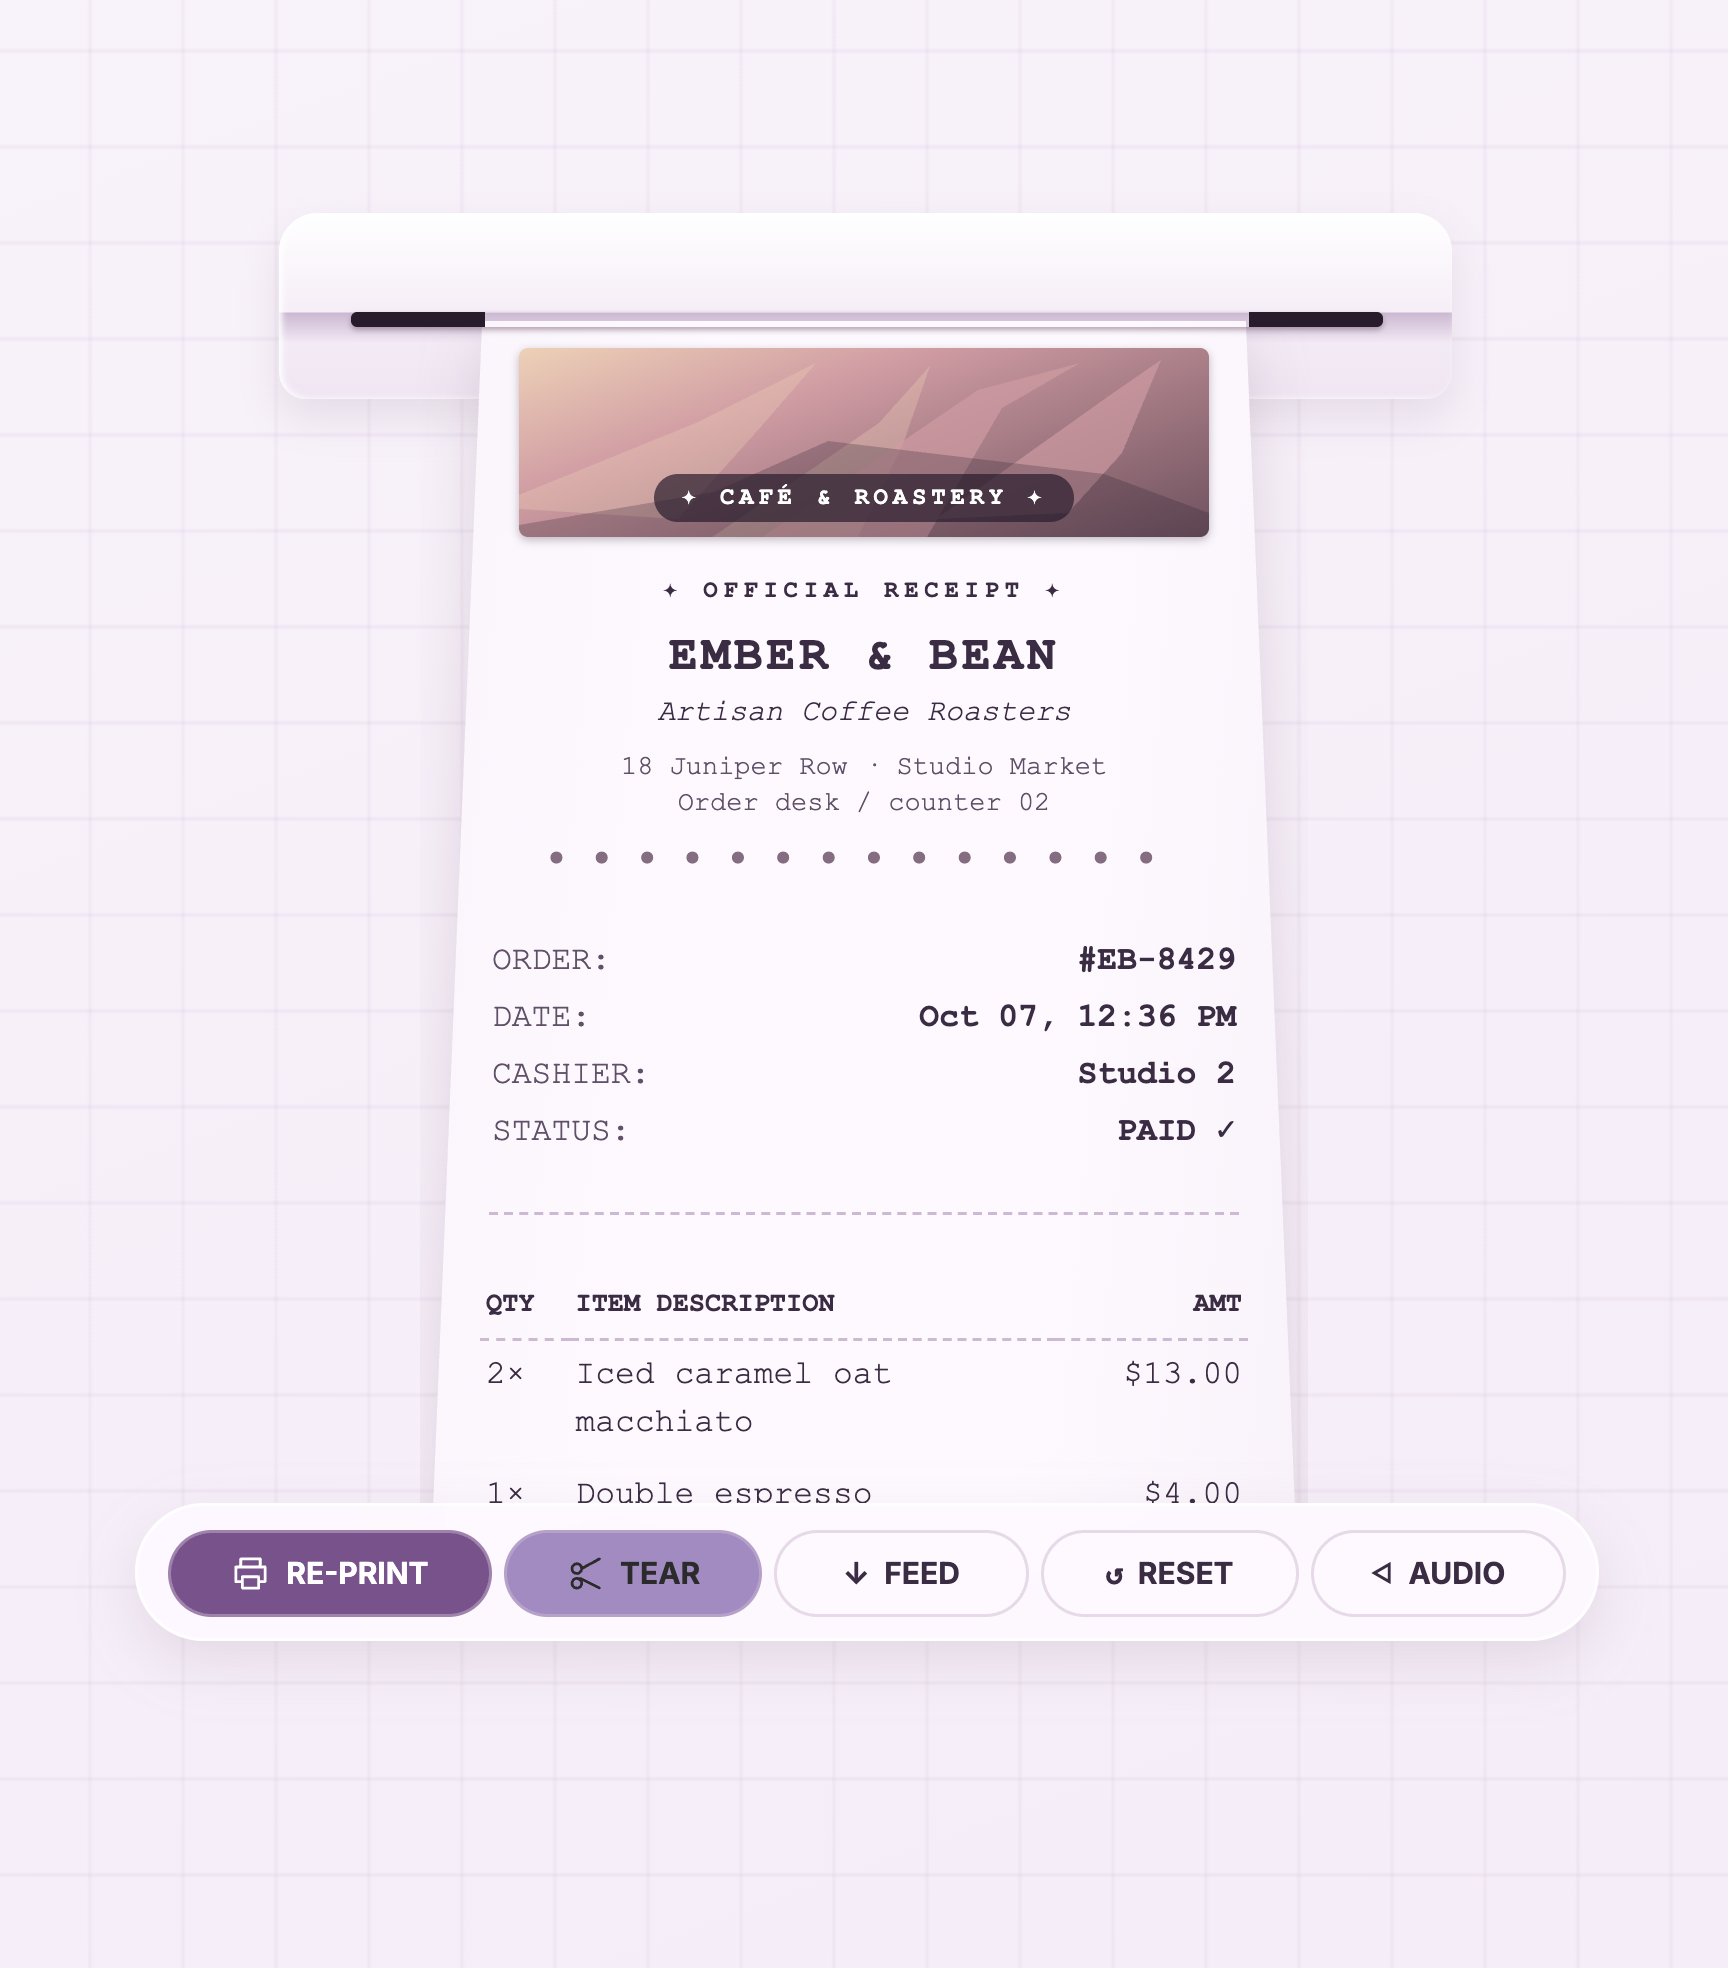 ✦ CAFÉ & ROASTERY ✦
✦ OFFICIAL RECEIPT ✦
EMBER & BEAN
Artisan Coffee Roasters
18 Juniper Row · Studio Market
Order desk / counter 02
ORDER: #EB-8429
DATE: Oct 07, 12:36 PM
CASHIER: Studio 2
STATUS: PAID ✓
QTY ITEM DESCRIPTION AMT
2× Iced caramel oat $13.00
macchiato
1× Double espresso $4.00
RE-PRINT TEAR ↓ FEED ↺ RESET AUDIO